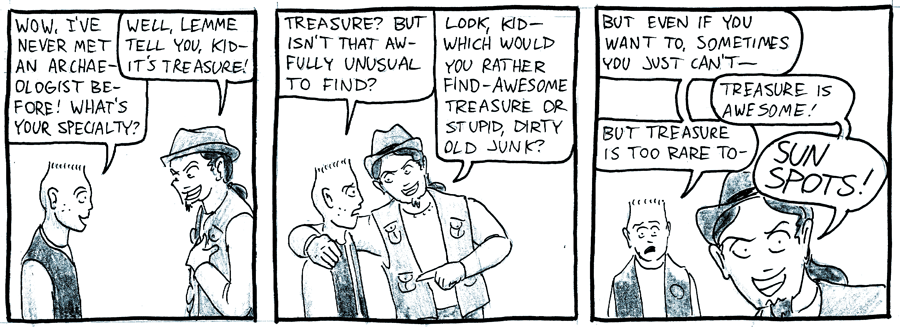 WOW. I'VE
NEVER MET
AN ARCHAE-
OLOGIST BE-
FORE! WHAT'S
YOUR SPECIALTY?
WELL, LEMME
TELL YOU, KID-
IT'S TREASURE!
TREASURE? BUT
ISN'T THAT AW-
FULLY UNUSUAL
TO FIND?
LOOK, KID—
WHICH WOULD
YOU RATHER
FIND-AWESOME
TREASURE OR
STUPID, DIRTY
OLD JUNK?
BUT EVEN IF YOU
WANT TO, SOMETIMES
YOU JUST CAN'T—
TREASURE IS
AWESOME!
BUT TREASURE
IS TOO RARE TO-
SUN
SPOTS!